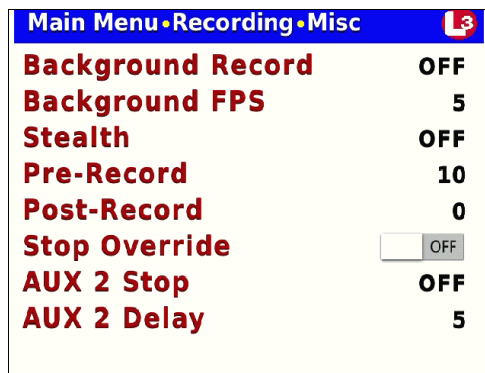 Main Menu•Recording•Misc L3
Background Record OFF
Background FPS 5
Stealth OFF
Pre-Record 10
Post-Record 0
Stop Override OFF
AUX 2 Stop OFF
AUX 2 Delay 5